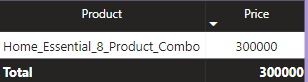 Product Price
Home_Essential_8_Product_Combo 300000
Total 300000